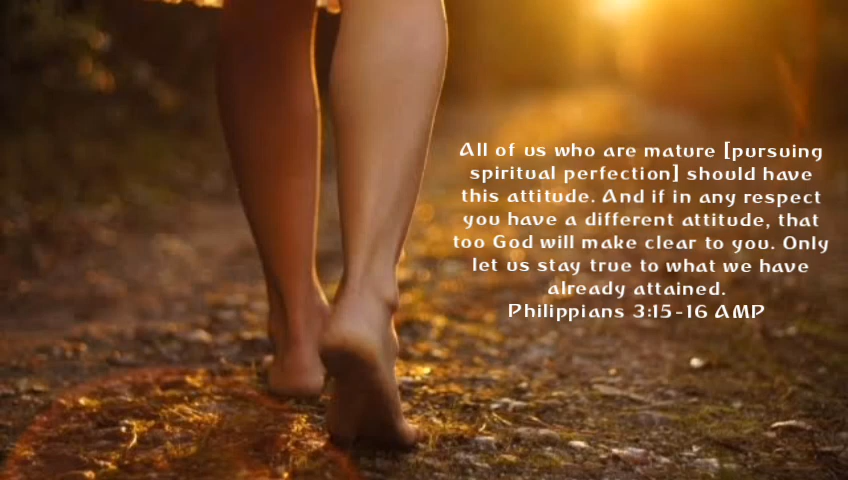 All of us who are mature [pursuing
spiritual perfection] should have
this attitude. And if in any respect
you have a different attitude, that
too God will make clear to you. Only
let us stay true to what we have
already attained.
Philippians 3:15-16 AMP